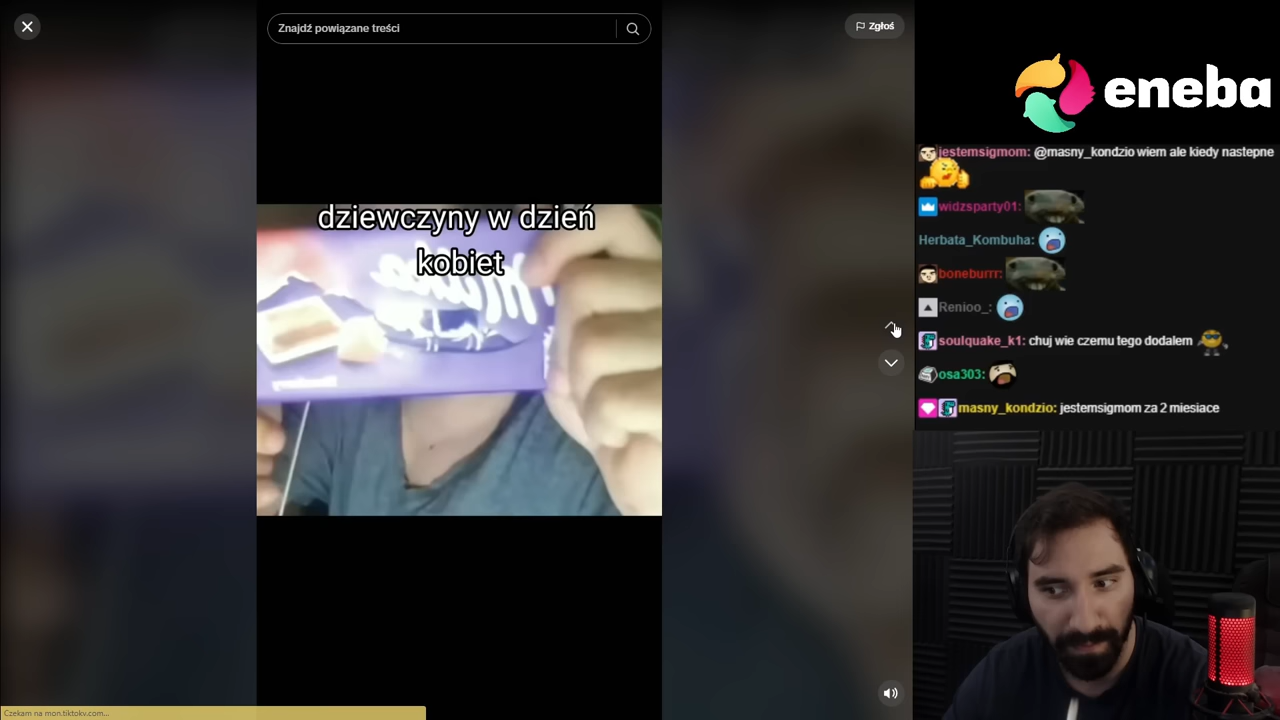 Znajdź powiązane treści
Zgłoś
dziewczyny w dzień
kobiet
Milka
Czekam na mon.tiktokv.com...
eneba
jestemsigmom: @masny_kondzio wiem ale kiedy nastepne
widzsparty01:
Herbata_Kombuha:
boneburrr:
Renioo_:
soulquake_k1: chuj wie czemu tego dodalem
osa303:
masny_kondzio: jestemsigmom za 2 miesiace